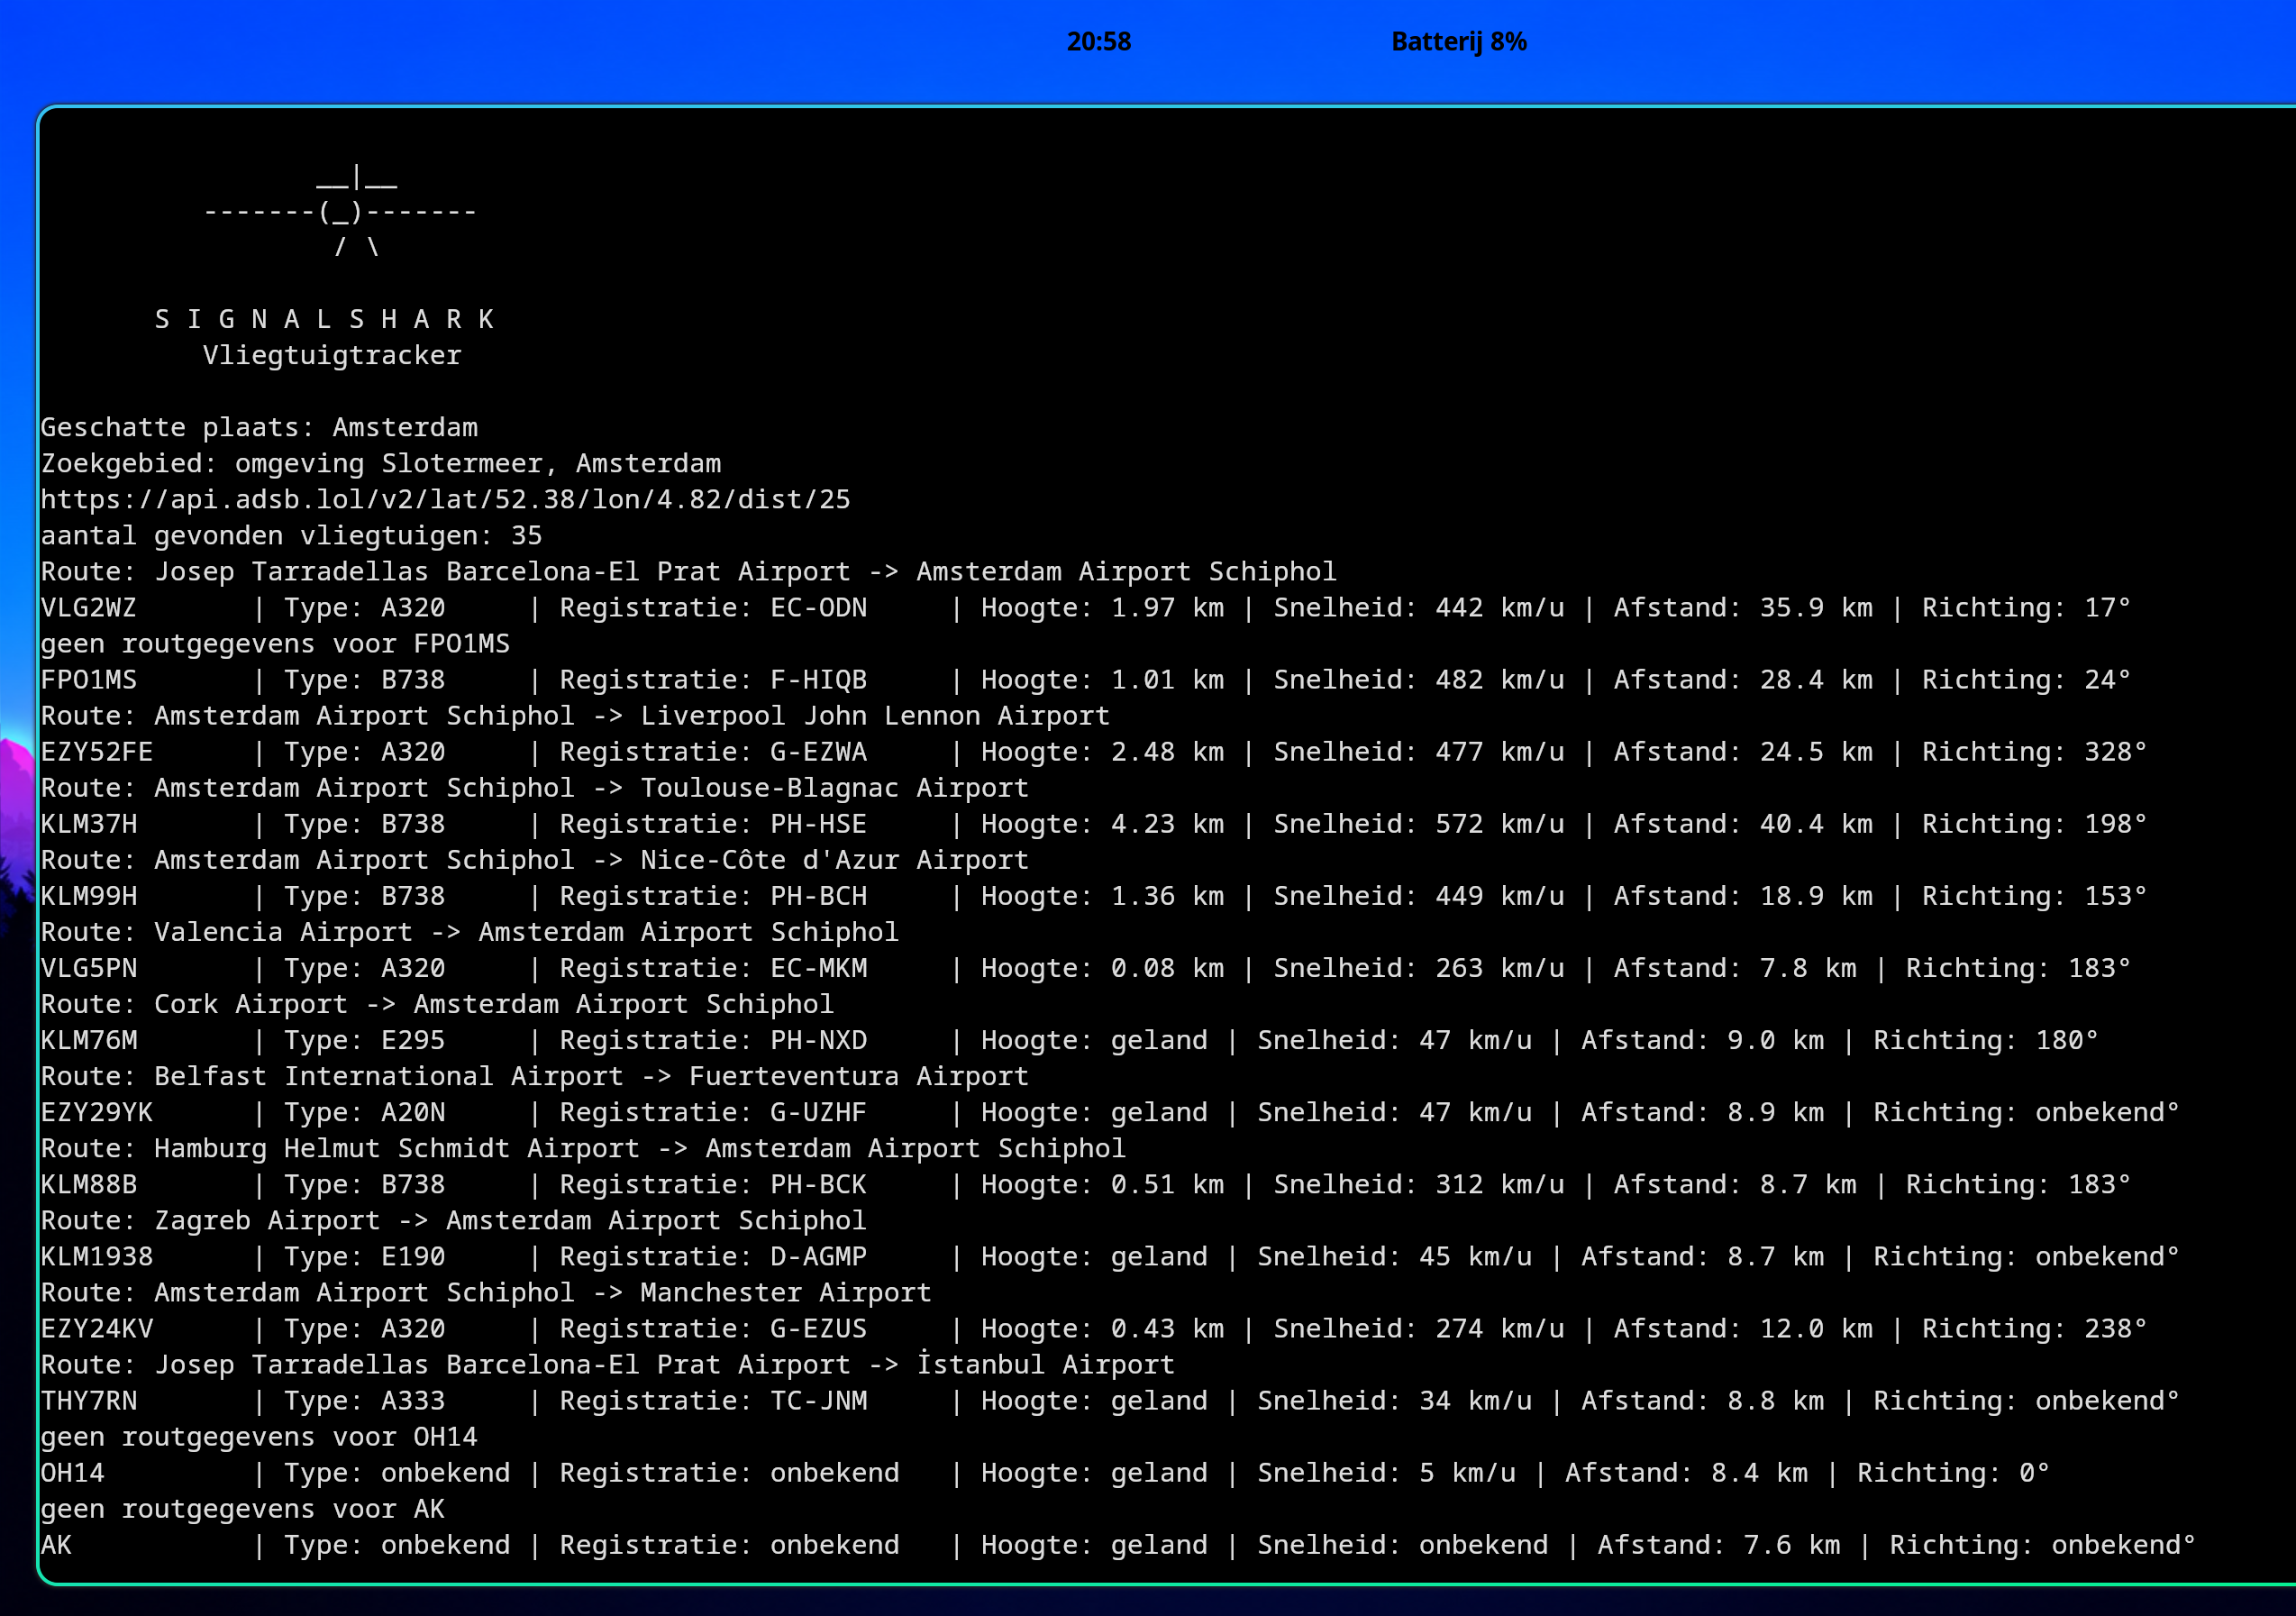 20:58 Batterij 8%
__|__
-------(_)-------
/ \
S I G N A L S H A R K
Vliegtuigtracker
Geschatte plaats: Amsterdam
Zoekgebied: omgeving Slotermeer, Amsterdam
https://api.adsb.lol/v2/lat/52.38/lon/4.82/dist/25
aantal gevonden vliegtuigen: 35
Route: Josep Tarradellas Barcelona-El Prat Airport -> Amsterdam Airport Schiphol
VLG2WZ | Type: A320 | Registratie: EC-ODN | Hoogte: 1.97 km | Snelheid: 442 km/u | Afstand: 35.9 km | Richting: 17°
geen routgegevens voor FPO1MS
FPO1MS | Type: B738 | Registratie: F-HIQB | Hoogte: 1.01 km | Snelheid: 482 km/u | Afstand: 28.4 km | Richting: 24°
Route: Amsterdam Airport Schiphol -> Liverpool John Lennon Airport
EZY52FE | Type: A320 | Registratie: G-EZWA | Hoogte: 2.48 km | Snelheid: 477 km/u | Afstand: 24.5 km | Richting: 328°
Route: Amsterdam Airport Schiphol -> Toulouse-Blagnac Airport
KLM37H | Type: B738 | Registratie: PH-HSE | Hoogte: 4.23 km | Snelheid: 572 km/u | Afstand: 40.4 km | Richting: 198°
Route: Amsterdam Airport Schiphol -> Nice-Côte d'Azur Airport
KLM99H | Type: B738 | Registratie: PH-BCH | Hoogte: 1.36 km | Snelheid: 449 km/u | Afstand: 18.9 km | Richting: 153°
Route: Valencia Airport -> Amsterdam Airport Schiphol
VLG5PN | Type: A320 | Registratie: EC-MKM | Hoogte: 0.08 km | Snelheid: 263 km/u | Afstand: 7.8 km | Richting: 183°
Route: Cork Airport -> Amsterdam Airport Schiphol
KLM76M | Type: E295 | Registratie: PH-NXD | Hoogte: geland | Snelheid: 47 km/u | Afstand: 9.0 km | Richting: 180°
Route: Belfast International Airport -> Fuerteventura Airport
EZY29YK | Type: A20N | Registratie: G-UZHF | Hoogte: geland | Snelheid: 47 km/u | Afstand: 8.9 km | Richting: onbekend°
Route: Hamburg Helmut Schmidt Airport -> Amsterdam Airport Schiphol
KLM88B | Type: B738 | Registratie: PH-BCK | Hoogte: 0.51 km | Snelheid: 312 km/u | Afstand: 8.7 km | Richting: 183°
Route: Zagreb Airport -> Amsterdam Airport Schiphol
KLM1938 | Type: E190 | Registratie: D-AGMP | Hoogte: geland | Snelheid: 45 km/u | Afstand: 8.7 km | Richting: onbekend°
Route: Amsterdam Airport Schiphol -> Manchester Airport
EZY24KV | Type: A320 | Registratie: G-EZUS | Hoogte: 0.43 km | Snelheid: 274 km/u | Afstand: 12.0 km | Richting: 238°
Route: Josep Tarradellas Barcelona-El Prat Airport -> İstanbul Airport
THY7RN | Type: A333 | Registratie: TC-JNM | Hoogte: geland | Snelheid: 34 km/u | Afstand: 8.8 km | Richting: onbekend°
geen routgegevens voor OH14
OH14 | Type: onbekend | Registratie: onbekend | Hoogte: geland | Snelheid: 5 km/u | Afstand: 8.4 km | Richting: 0°
geen routgegevens voor AK
AK | Type: onbekend | Registratie: onbekend | Hoogte: geland | Snelheid: onbekend | Afstand: 7.6 km | Richting: onbekend°